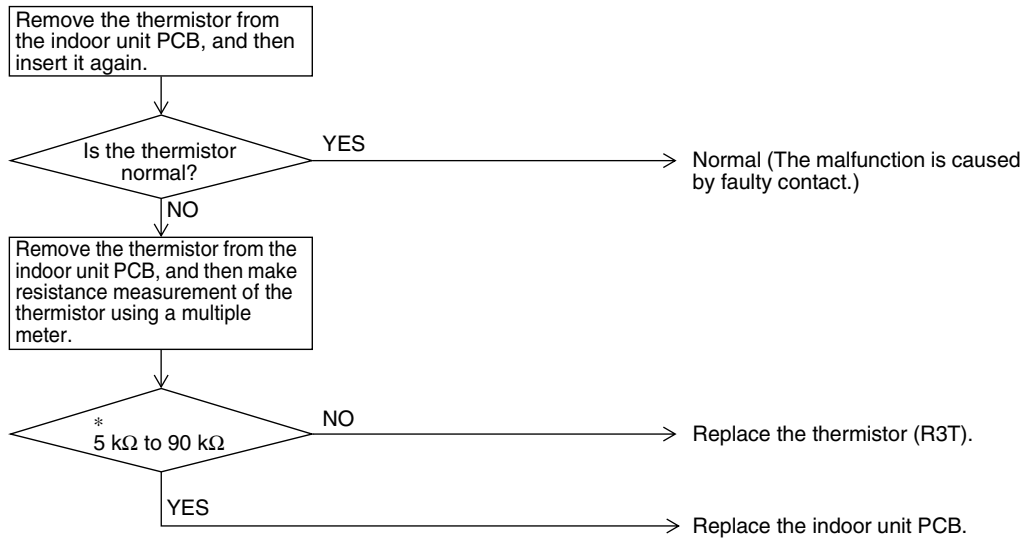 Remove the thermistor from
the indoor unit PCB, and then
insert it again.
Is the thermistor
normal?
YES
Normal (The malfunction is caused
by faulty contact.)
NO
Remove the thermistor from the
indoor unit PCB, and then make
resistance measurement of the
thermistor using a multiple
meter.
*
5 kΩ to 90 kΩ
NO
Replace the thermistor (R3T).
YES
Replace the indoor unit PCB.